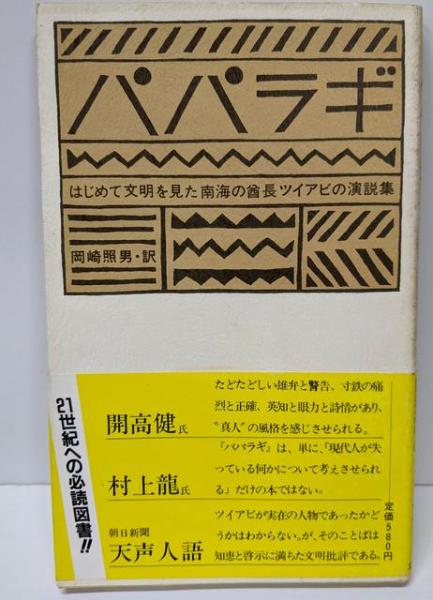 パパラギ
はじめて文明を見た南海の酋長ツイアビの演説集
岡崎照男・訳
21世紀への必読図書!!
開高健氏
たどたどしい雄弁と警告、寸鉄の痛
烈と正確、英知と眼力と詩情があり、
“真人”の風格を感じさせられる。
村上龍氏
『パパラギ』は、単に、「現代人が失
っている何かについて考えさせられ
る」だけの本ではない。
朝日新聞
天声人語
ツイアビが実在の人物であったかど
うかはわからない。が、そのことばは
知恵と啓示に満ちた文明批評である。
定価580円